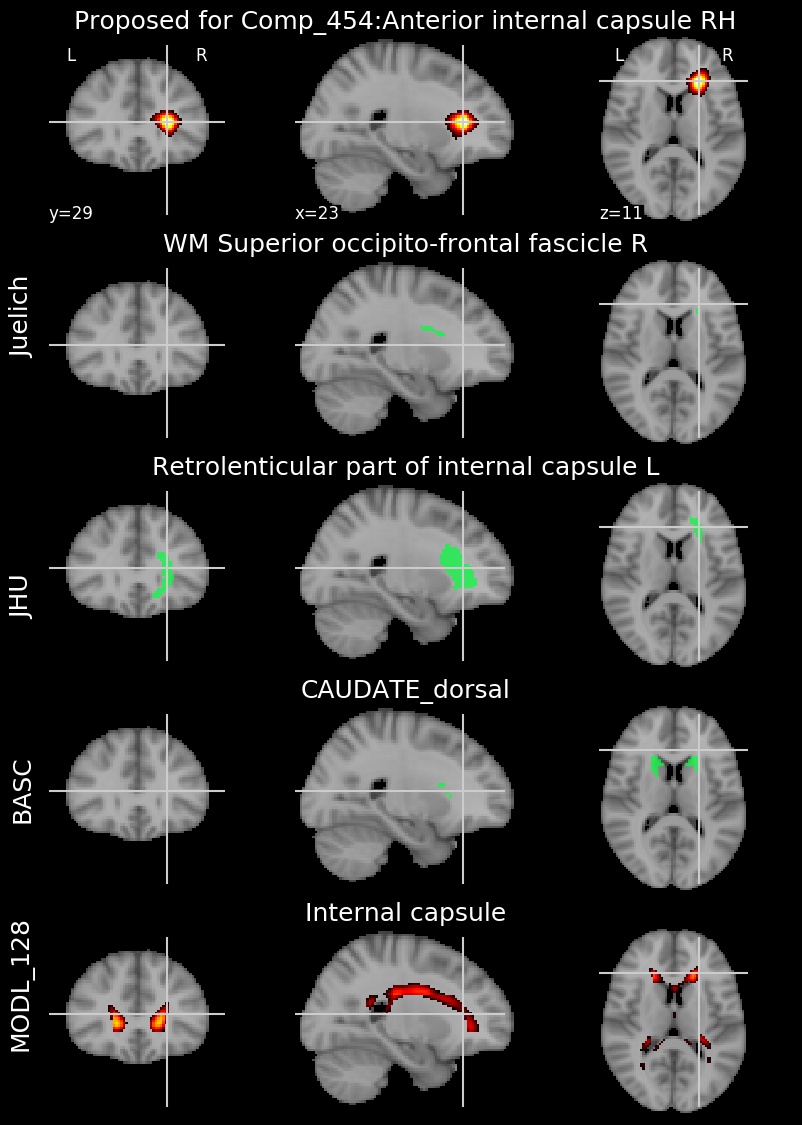 Proposed for Comp_454:Anterior internal capsule RH
L R L R
y=29 x=23 z=11
WM Superior occipito-frontal fascicle R
Juelich
Retrolenticular part of internal capsule L
JHU
CAUDATE_dorsal
BASC
Internal capsule
MODL_128